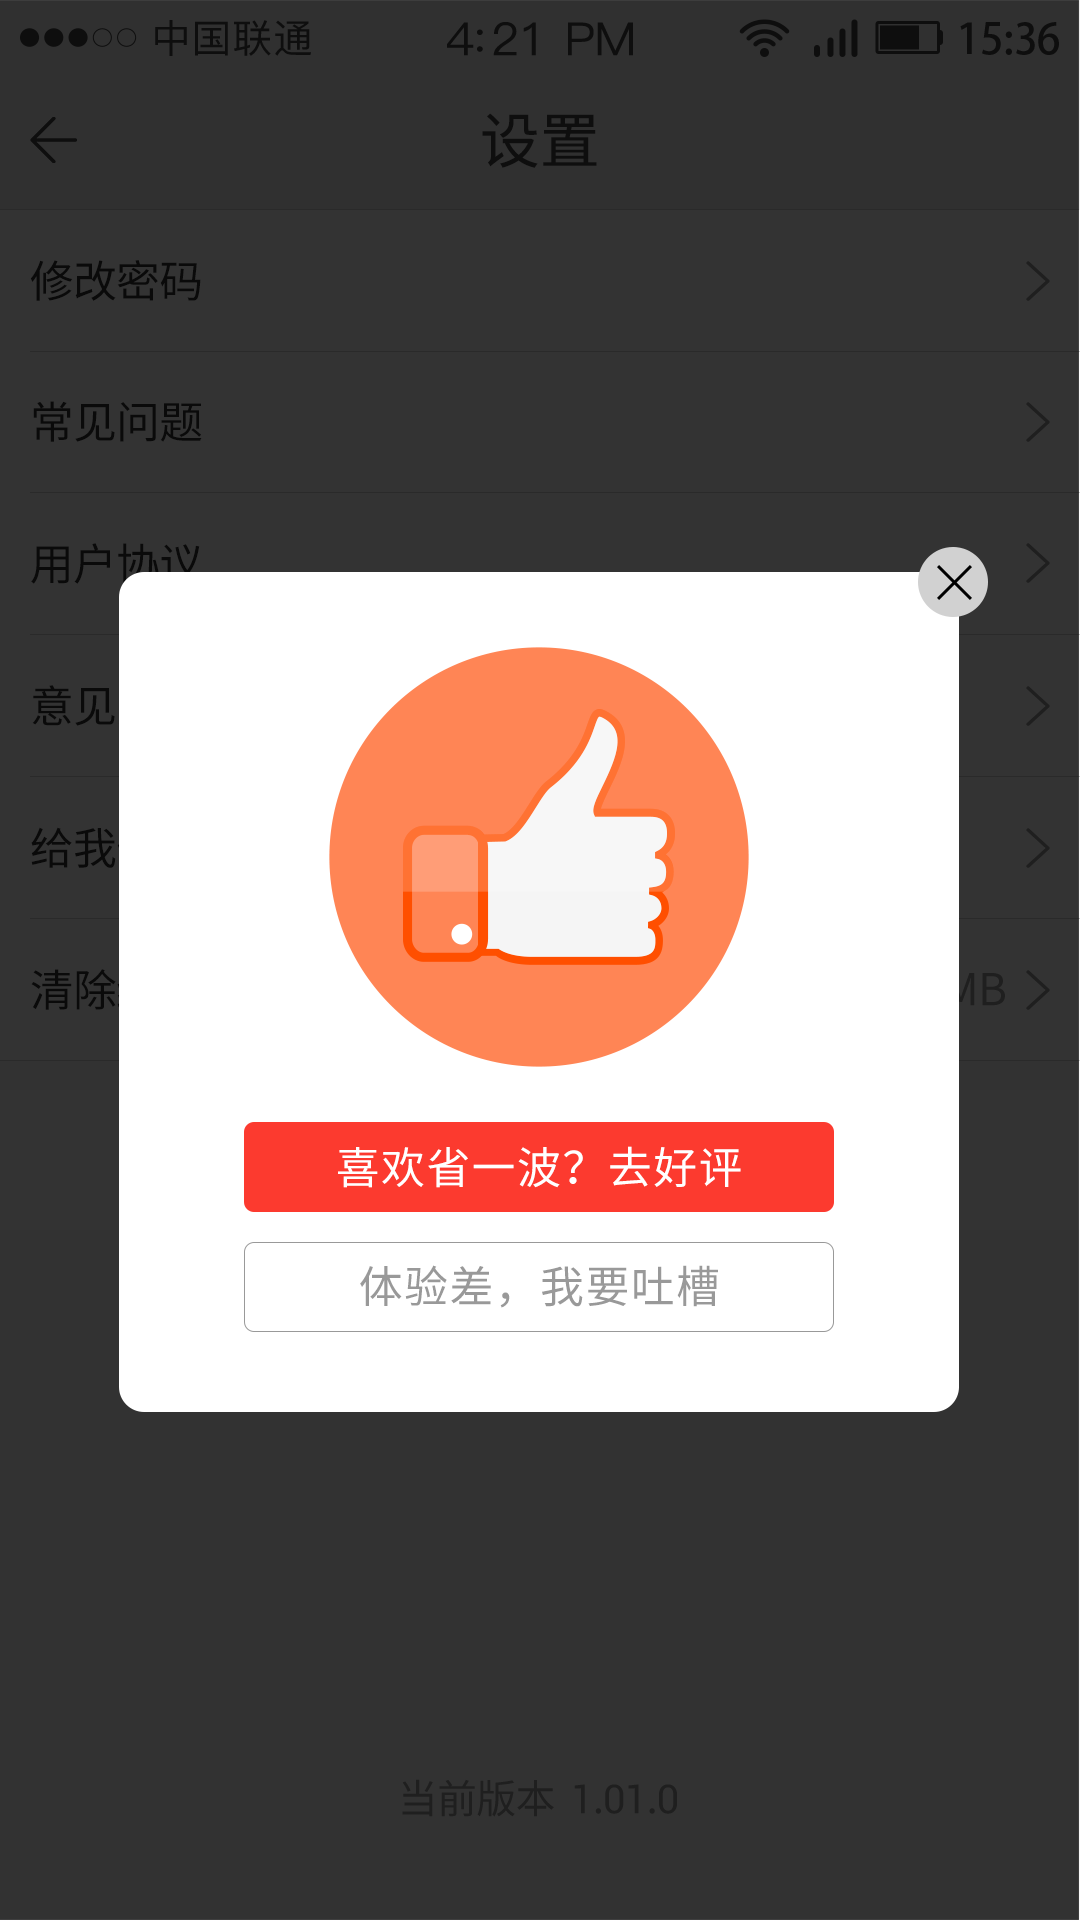 中国联通 4:21 PM 15:36
设置
修改密码
常见问题
用户协议
意见
给我
清除 MB
喜欢省一波？去好评
体验差，我要吐槽
当前版本 1.01.0